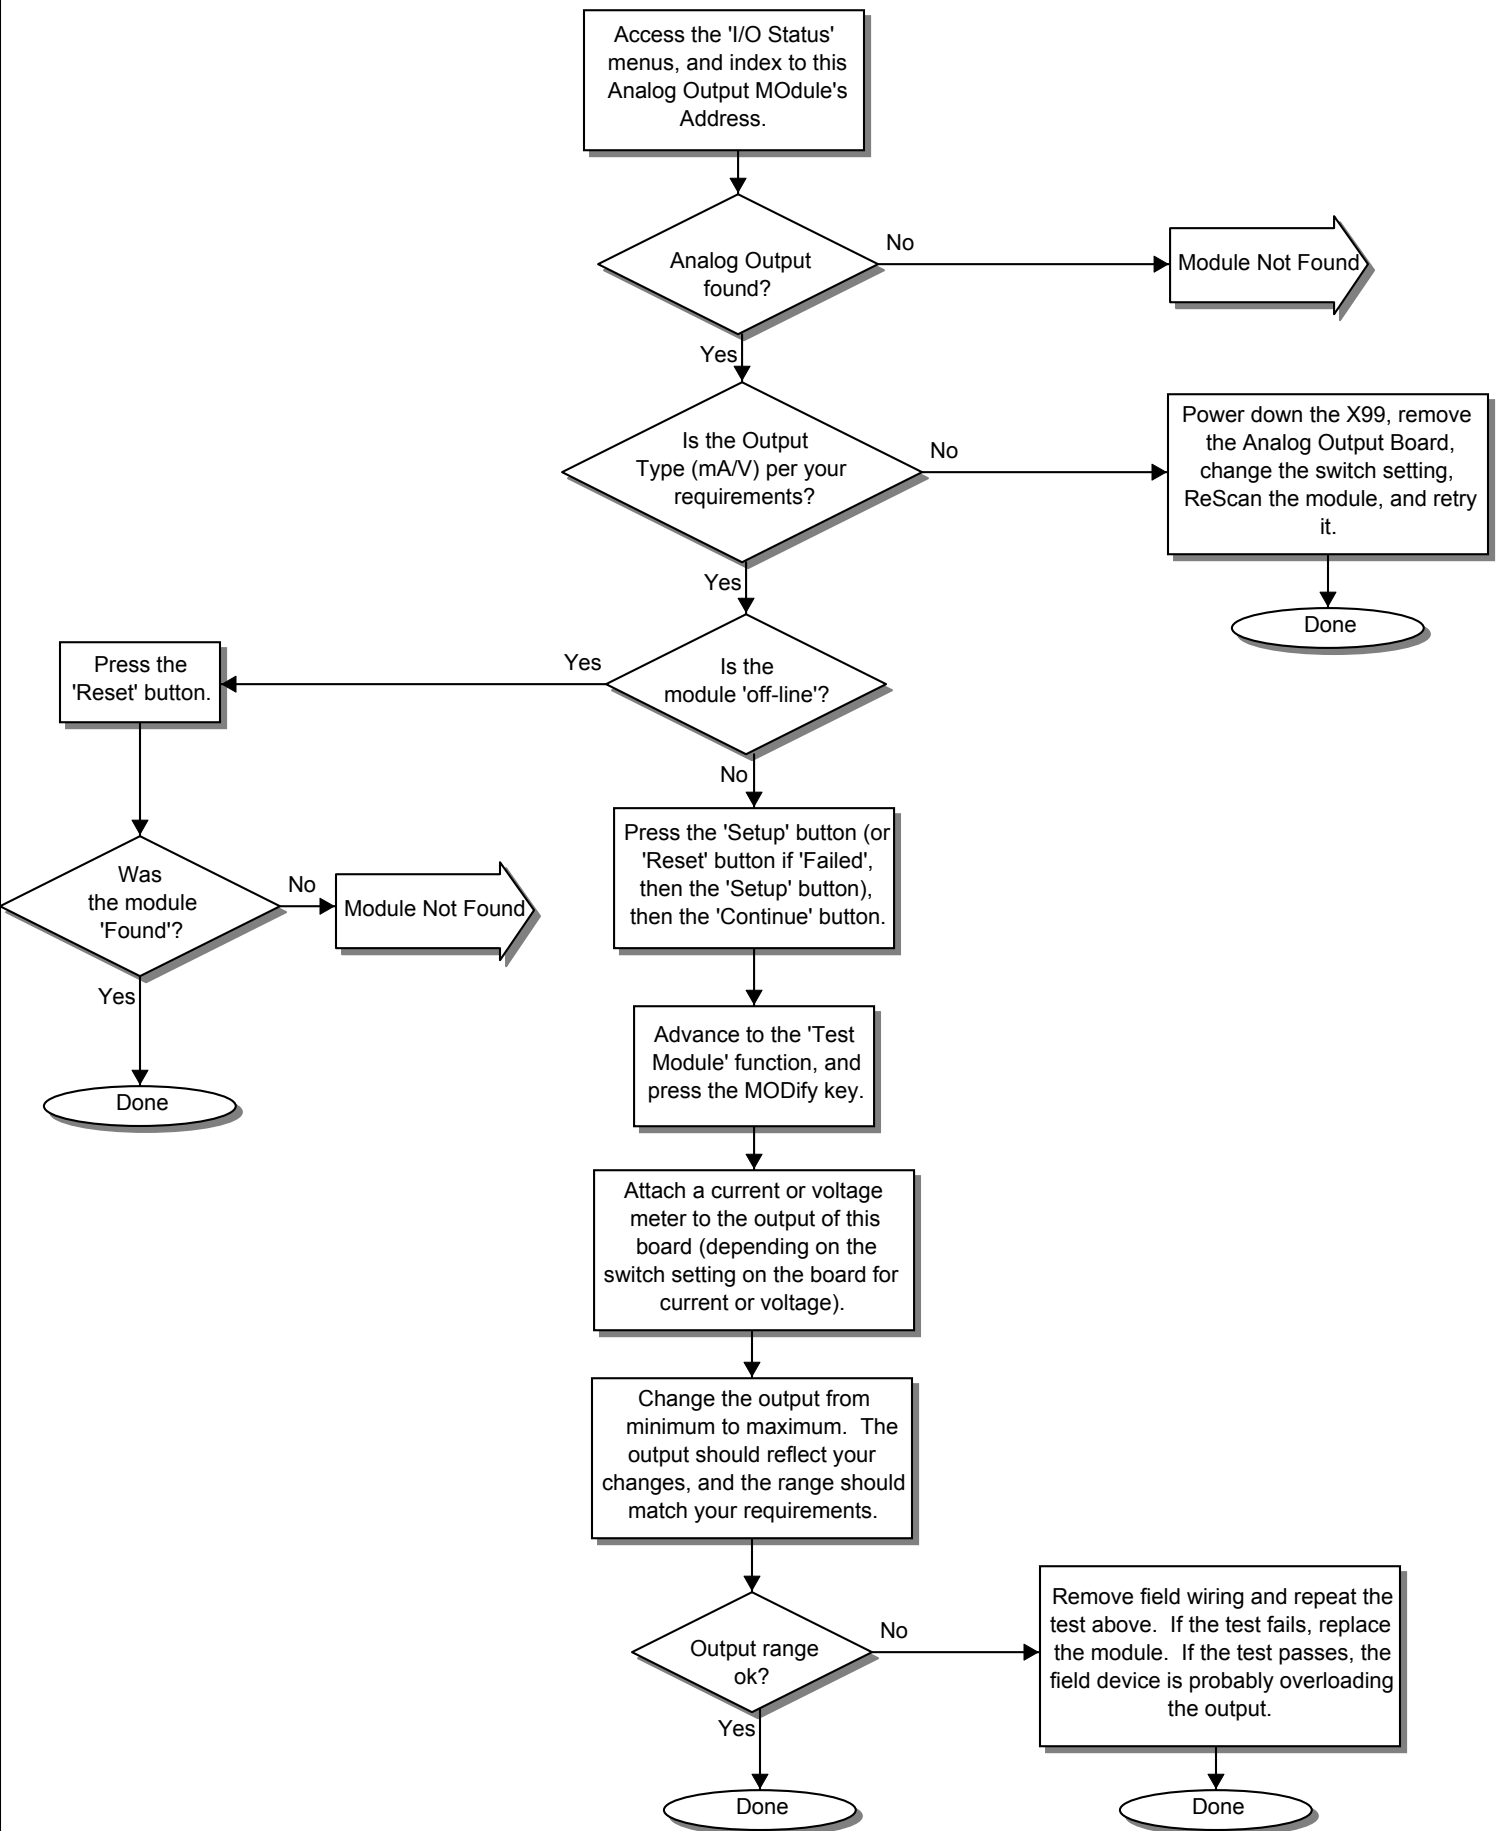 Access the 'I/O Status'
menus, and index to this
Analog Output MOdule's
Address.
Analog Output
found?
No
Module Not Found
Yes
Is the Output
Type (mA/V) per your
requirements?
No
Power down the X99, remove
the Analog Output Board,
change the switch setting,
ReScan the module, and retry
it.
Done
Yes
Is the
module 'off-line'?
Yes
Press the
'Reset' button.
Was
the module
'Found'?
No
Module Not Found
Yes
Done
No
Press the 'Setup' button (or
'Reset' button if 'Failed',
then the 'Setup' button),
then the 'Continue' button.
Advance to the 'Test
Module' function, and
press the MODify key.
Attach a current or voltage
meter to the output of this
board (depending on the
switch setting on the board for
current or voltage).
Change the output from
minimum to maximum.  The
output should reflect your
changes, and the range should
match your requirements.
Output range
ok?
No
Remove field wiring and repeat the
test above.  If the test fails, replace
the module.  If the test passes, the
field device is probably overloading
the output.
Yes
Done
Done